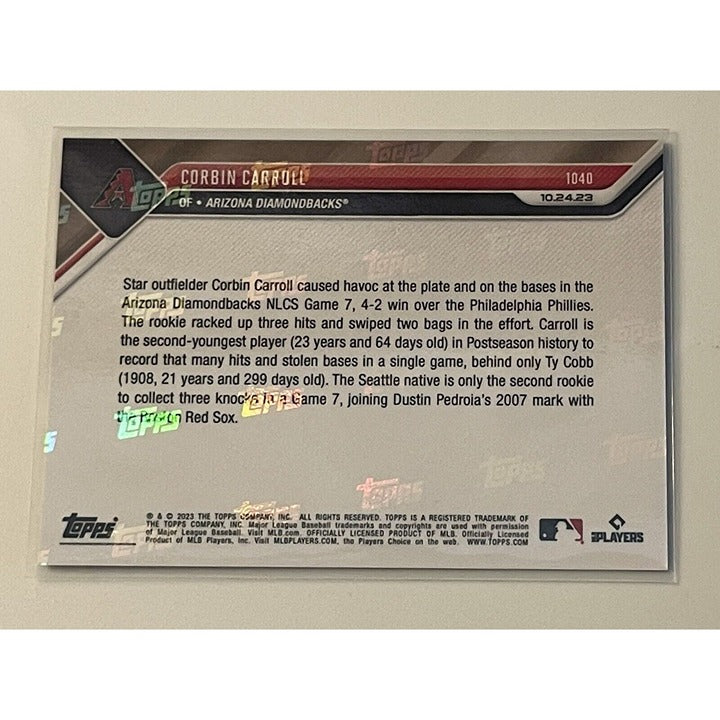 CORBIN CARROLL
1040
OF • ARIZONA DIAMONDBACKS®
10.24.23
Star outfielder Corbin Carroll caused havoc at the plate and on the bases in the
Arizona Diamondbacks NLCS Game 7, 4-2 win over the Philadelphia Phillies.
The rookie racked up three hits and swiped two bags in the effort. Carroll is
the second-youngest player (23 years and 64 days old) in Postseason history to
record that many hits and stolen bases in a single game, behind only Ty Cobb
(1908, 21 years and 299 days old). The Seattle native is only the second rookie
to collect three knocks in a Game 7, joining Dustin Pedroia's 2007 mark with
the Boston Red Sox.
Topps
® & © 2023 THE TOPPS COMPANY, INC. ALL RIGHTS RESERVED. TOPPS IS A REGISTERED TRADEMARK OF
THE TOPPS COMPANY, INC. Major League Baseball trademarks and copyrights are used with permission
of Major League Baseball. Visit MLB.com. OFFICIALLY LICENSED PRODUCT OF MLB. Officially Licensed
Product of MLB Players, Inc. Visit MLBPLAYERS.COM, the Players Choice on the web. WWW.TOPPS.COM
MLB PLAYERS